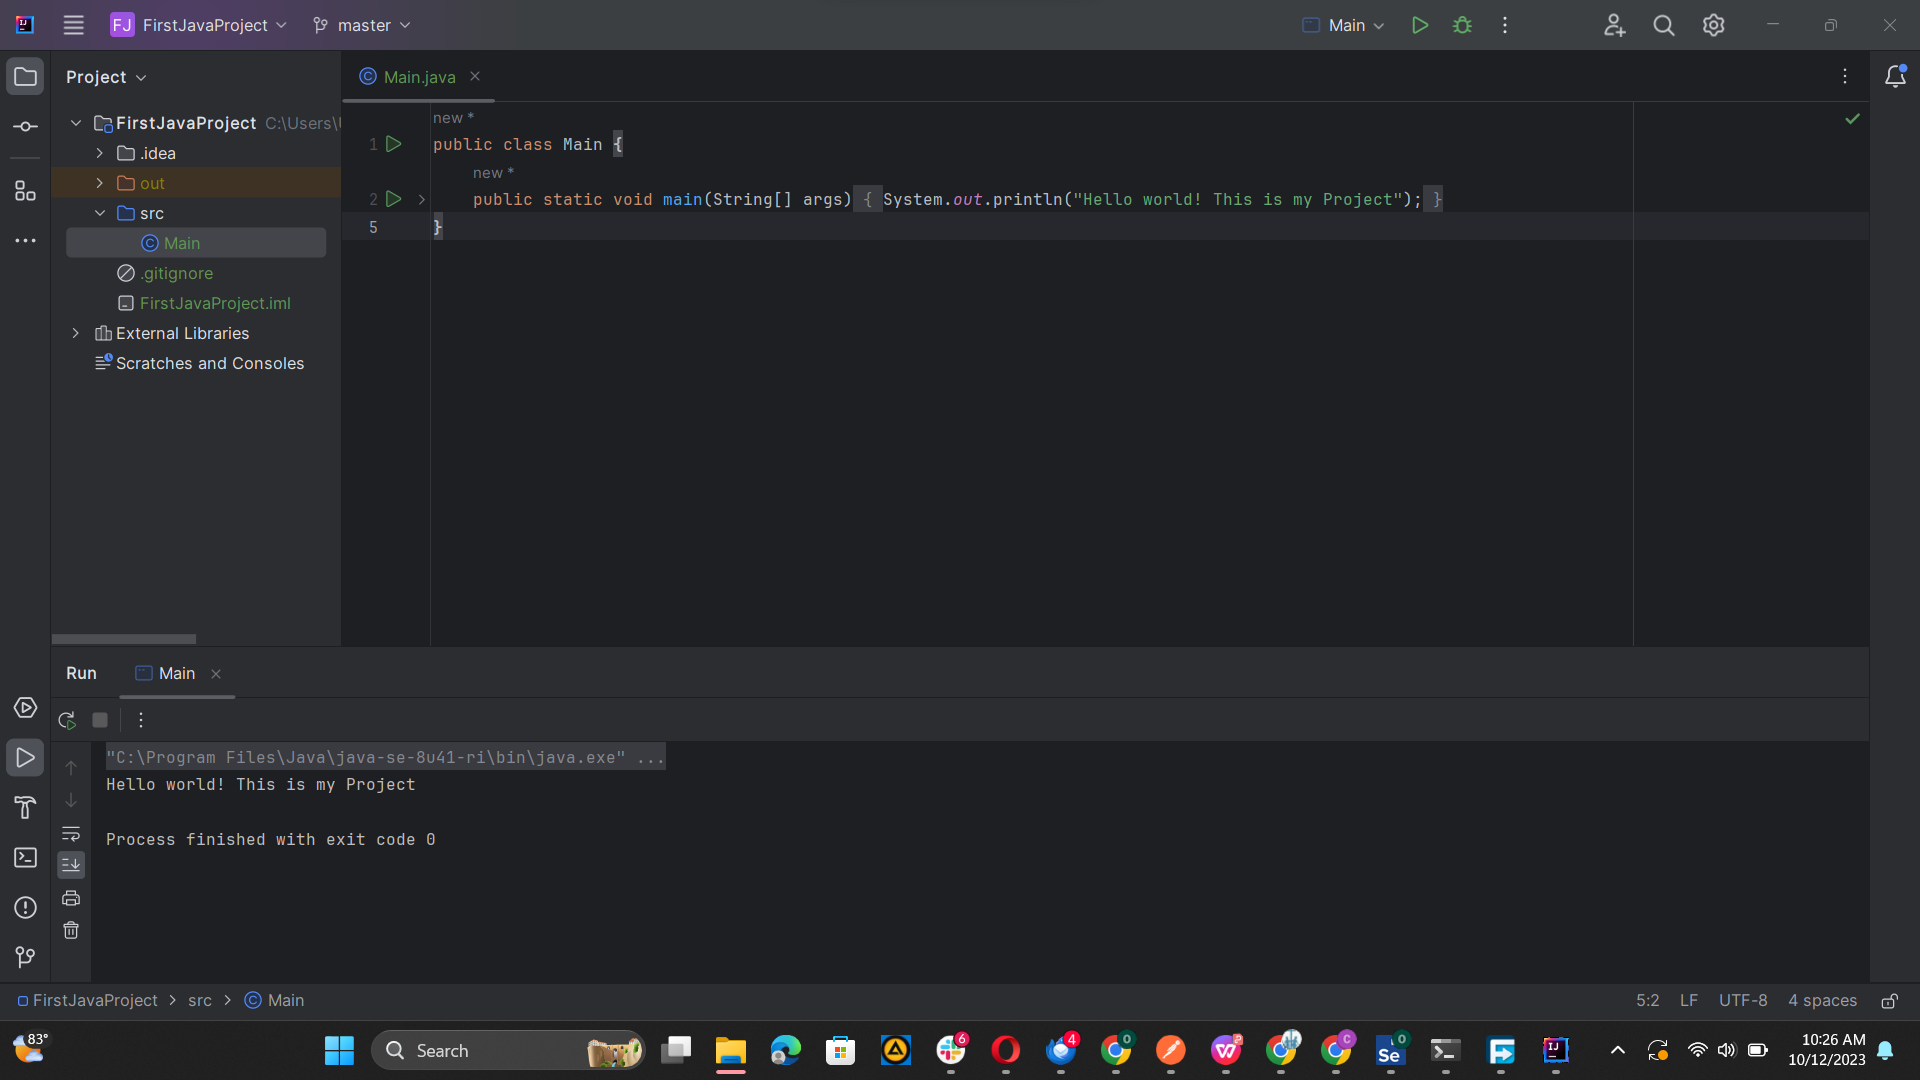 FJ FirstJavaProject master Main
Project
Main.java
FirstJavaProject C:\Users\
.idea
out
src
Main
.gitignore
FirstJavaProject.iml
External Libraries
Scratches and Consoles
new *
1 public class Main {
new *
2 public static void main(String[] args) { System.out.println("Hello world! This is my Project"); }
5 }
Run Main
"C:\Program Files\Java\java-se-8u41-ri\bin\java.exe" ...
Hello world! This is my Project
Process finished with exit code 0
FirstJavaProject > src > Main 5:2 LF UTF-8 4 spaces
83° Search 6 4 0 C Se 0 10:26 AM
10/12/2023